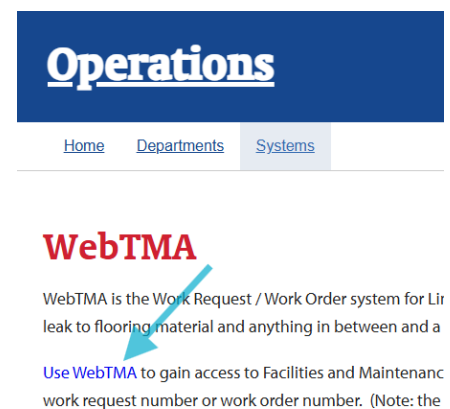 Operations
Home Departments Systems
WebTMA
WebTMA is the Work Request / Work Order system for
leak to flooring material and anything in between and a
Use WebTMA to gain access to Facilities and
work request number or work order number. (Note: the